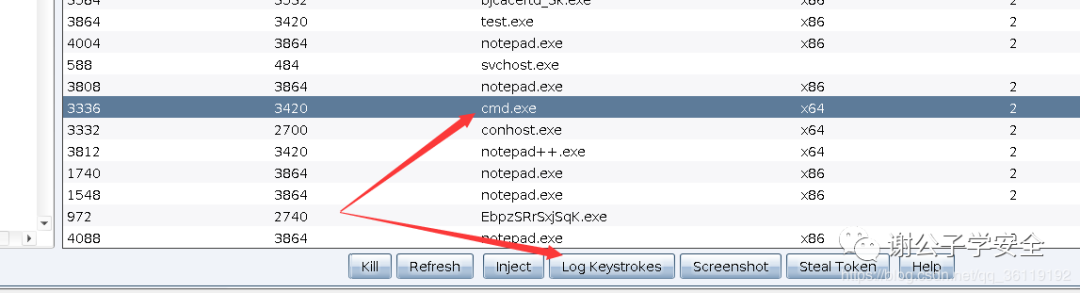 3584 3532 bjcacertd_3k.exe x86 2
3864 3420 test.exe x86 2
4004 3864 notepad.exe x86 2
588 484 svchost.exe
3808 3864 notepad.exe x86 2
3336 3420 cmd.exe x64 2
3332 2700 conhost.exe x64 2
3812 3420 notepad++.exe x64 2
1740 3864 notepad.exe x86 2
1548 3864 notepad.exe x86 2
972 2740 EbpzSRrSxjSqK.exe
4088 3864 notepad.exe x86
谢公子学安全
Kill Refresh Inject Log Keystrokes Screenshot Steal Token Help
https://blog.csdn.net/qq_36119192